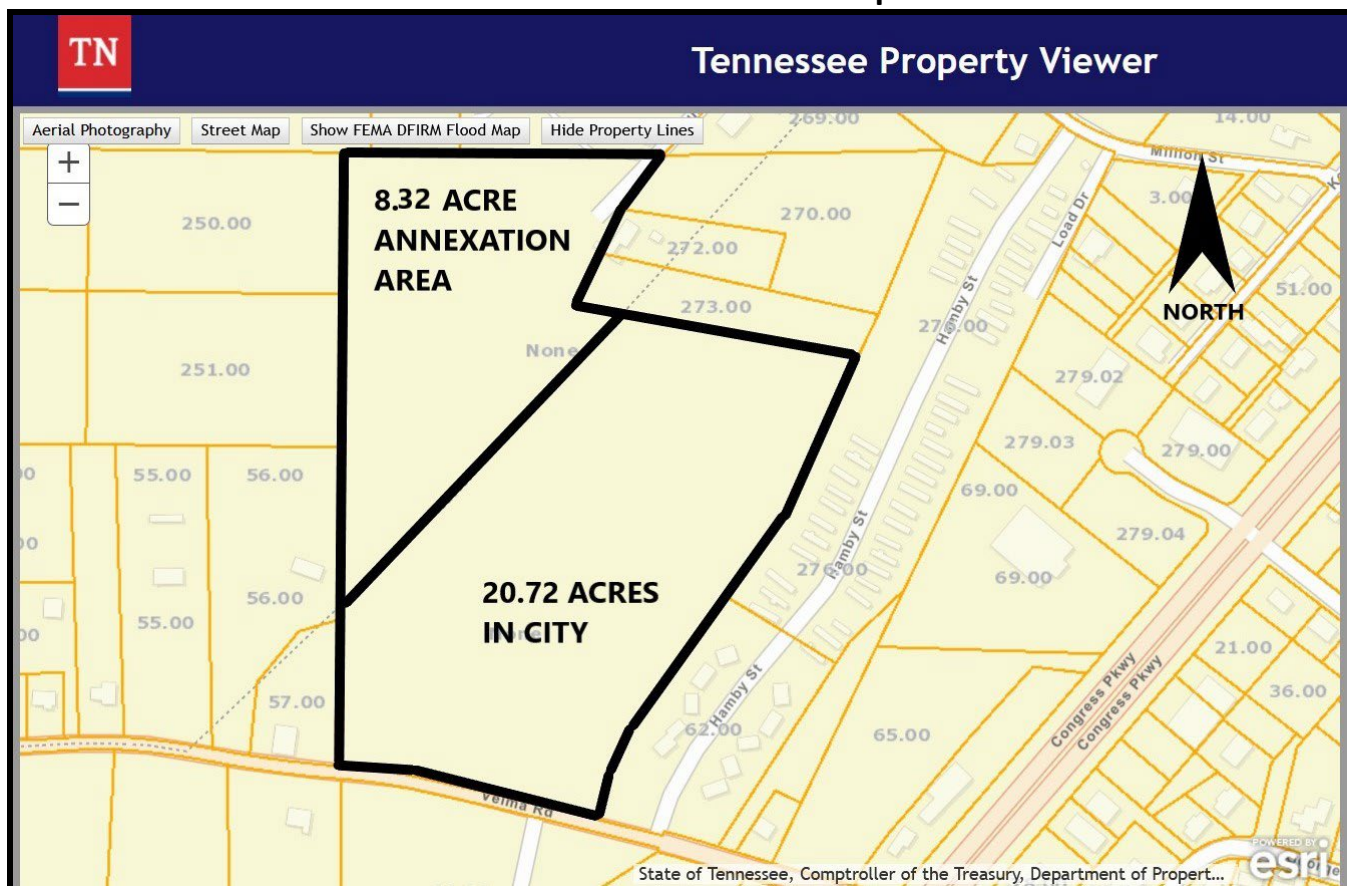 TN
Tennessee Property Viewer
Aerial Photography
Street Map
Show FEMA DFIRM Flood Map
Hide Property Lines
+
−
269.00
14.00
Million St
3.00
Load Dr
8.32 ACRE
ANNEXATION
AREA
250.00
270.00
272.00
273.00
Hamby St
51.00
NORTH
None
251.00
279.02
279.03
279.00
55.00
56.00
69.00
279.04
Hamby St
276.00
69.00
20.72 ACRES
IN CITY
56.00
55.00
21.00
36.00
57.00
Hamby St
62.00
65.00
Congress Pkwy
Congress Pkwy
Velma Rd
POWERED BY
esri
State of Tennessee, Comptroller of the Treasury, Department of Propert...